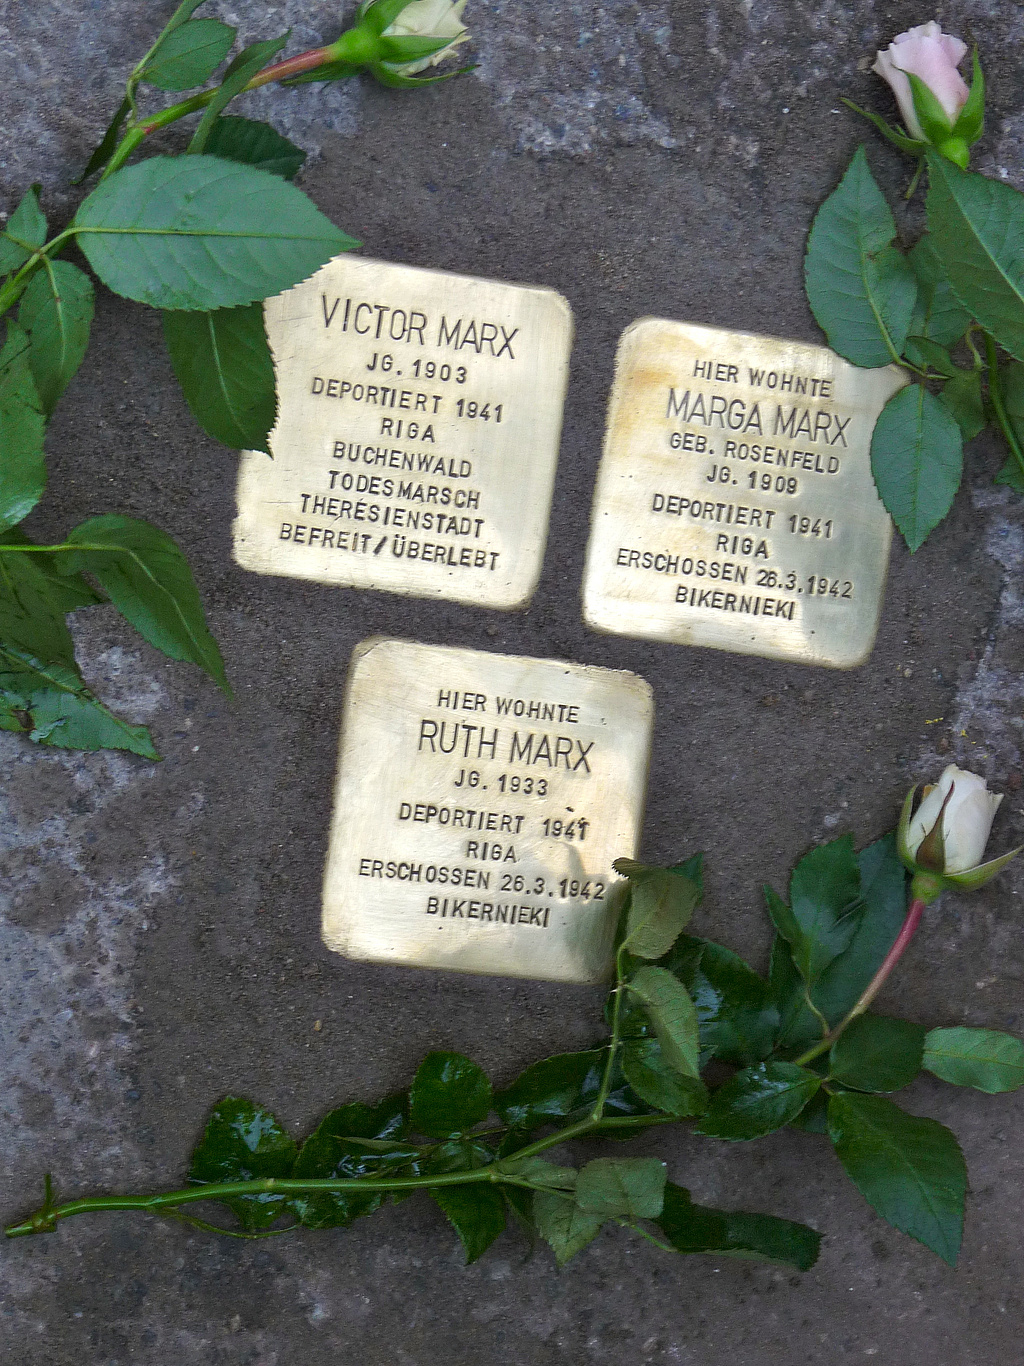 VICTOR MARX
JG. 1903
DEPORTIERT 1941
RIGA
BUCHENWALD
TODESMARSCH
THERESIENSTADT
BEFREIT/ÜBERLEBT
HIER WOHNTE
MARGA MARX
GEB. ROSENFELD
JG. 1909
DEPORTIERT 1941
RIGA
ERSCHOSSEN 26.3.1942
BIKERNIEKI
HIER WOHNTE
RUTH MARX
JG. 1933
DEPORTIERT 1941
RIGA
ERSCHOSSEN 26.3.1942
BIKERNIEKI